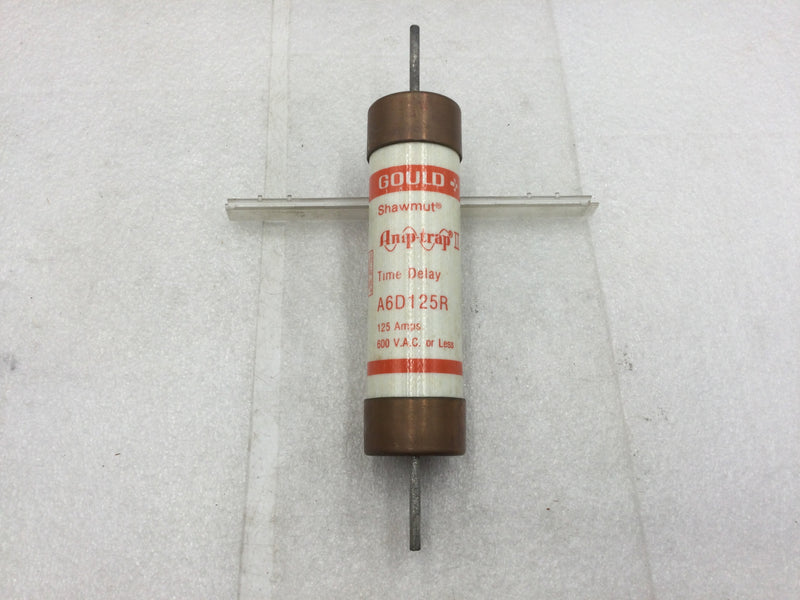 GOULD
Shawmut®
Amp-trap® II
Time Delay
A6D125R
125 Amps.
600 V.A.C. or Less